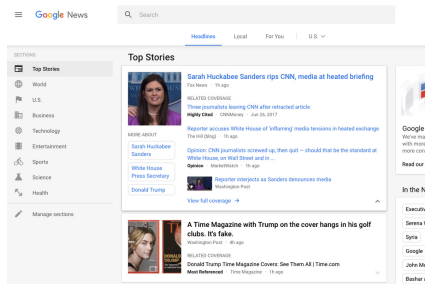 Google News
Search
Headlines
Local
For You
U.S.
SECTIONS
Top Stories
World
U.S.
Business
Technology
Entertainment
Sports
Science
Health
Manage sections
Top Stories
Sarah Huckabee Sanders rips CNN, media at heated briefing
Fox News · 1h ago
RELATED COVERAGE
Three journalists leaving CNN after retracted article
Highly Cited · CNNMoney · Jun 26, 2017
Reporter accuses White House of 'inflaming' media tensions in heated exchange
The Hill (blog) · 1h ago
Opinion: CNN journalists screwed up, then quit — should that be the standard at
White House, on Wall Street and in ...
Opinion · MarketWatch · 1h ago
Reporter interjects as Sanders denounces media
Washington Post
View full coverage →
MORE ABOUT
Sarah Huckabee
Sanders
White House
Press Secretary
Donald Trump
A Time Magazine with Trump on the cover hangs in his golf
clubs. It's fake.
Washington Post · 4h ago
RELATED COVERAGE
Donald Trump Time Magazine Covers: See Them All | Time.com
Most Referenced · Time Magazine · 1h ago
Google
We've ma
with more
more con
Read our
In the N
Executiv
Serena
Syria
Google
John M
Bashar a